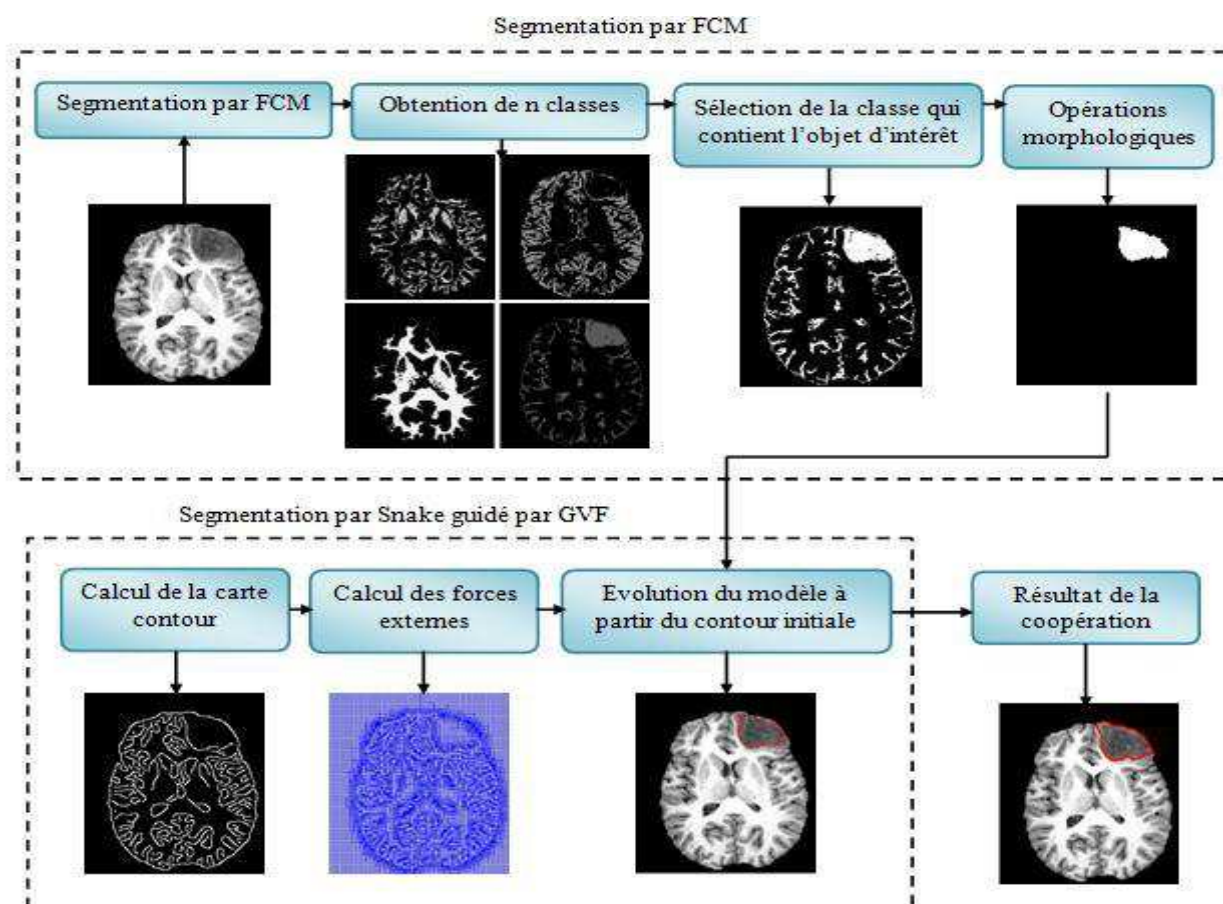 Segmentation par FCM
Segmentation par FCM
Obtention de n classes
Sélection de la classe qui
contient l'objet d'intérêt
Opérations
morphologiques
Segmentation par Snake guidé par GVF
Calcul de la carte
contour
Calcul des forces
externes
Evolution du modèle à
partir du contour initiale
Résultat de la
coopération